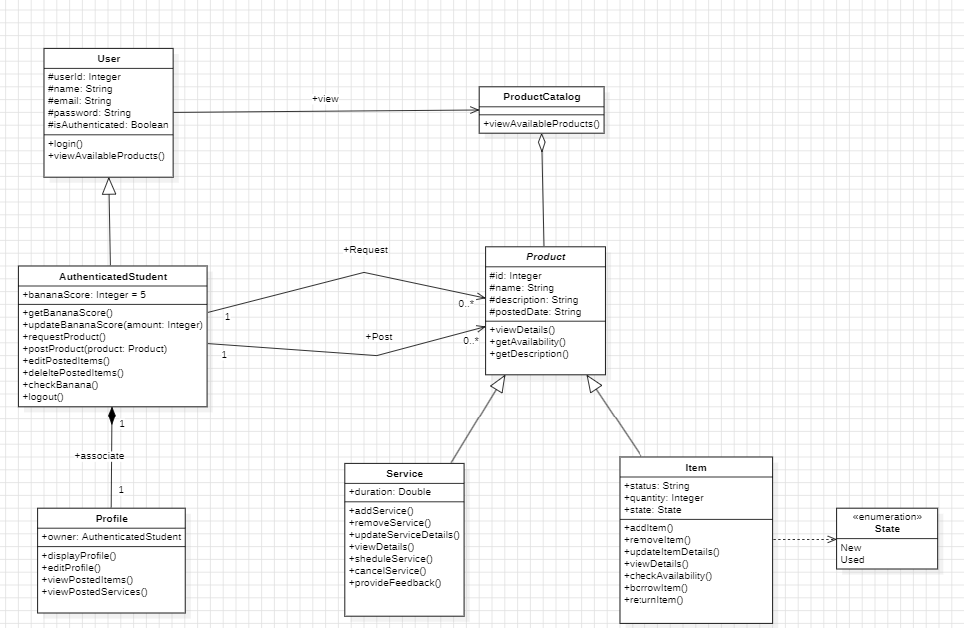 User
#userId: Integer
#name: String
#email: String
#password: String
#isAuthenticated: Boolean
+login()
+viewAvailableProducts()
+view
ProductCatalog
+viewAvailableProducts()
AuthenticatedStudent
+bananaScore: Integer = 5
+getBananaScore()
+updateBananaScore(amount: Integer)
+requestProduct()
+postProduct(product: Product)
+editPostedItems()
+deleltePostedItems()
+checkBanana()
+logout()
+Request
1
0..*
+Post
1
0..*
Product
#id: Integer
#name: String
#description: String
#postedDate: String
+viewDetails()
+getAvailability()
+getDescription()
1
+associate
1
Profile
+owner: AuthenticatedStudent
+displayProfile()
+editProfile()
+viewPostedItems()
+viewPostedServices()
Service
+duration: Double
+addService()
+removeService()
+updateServiceDetails()
+viewDetails()
+sheduleService()
+cancelService()
+provideFeedback()
Item
+status: String
+quantity: Integer
+state: State
+addItem()
+removeItem()
+updateItemDetails()
+viewDetails()
+checkAvailability()
+borrowItem()
+returnItem()
«enumeration»
State
New
Used